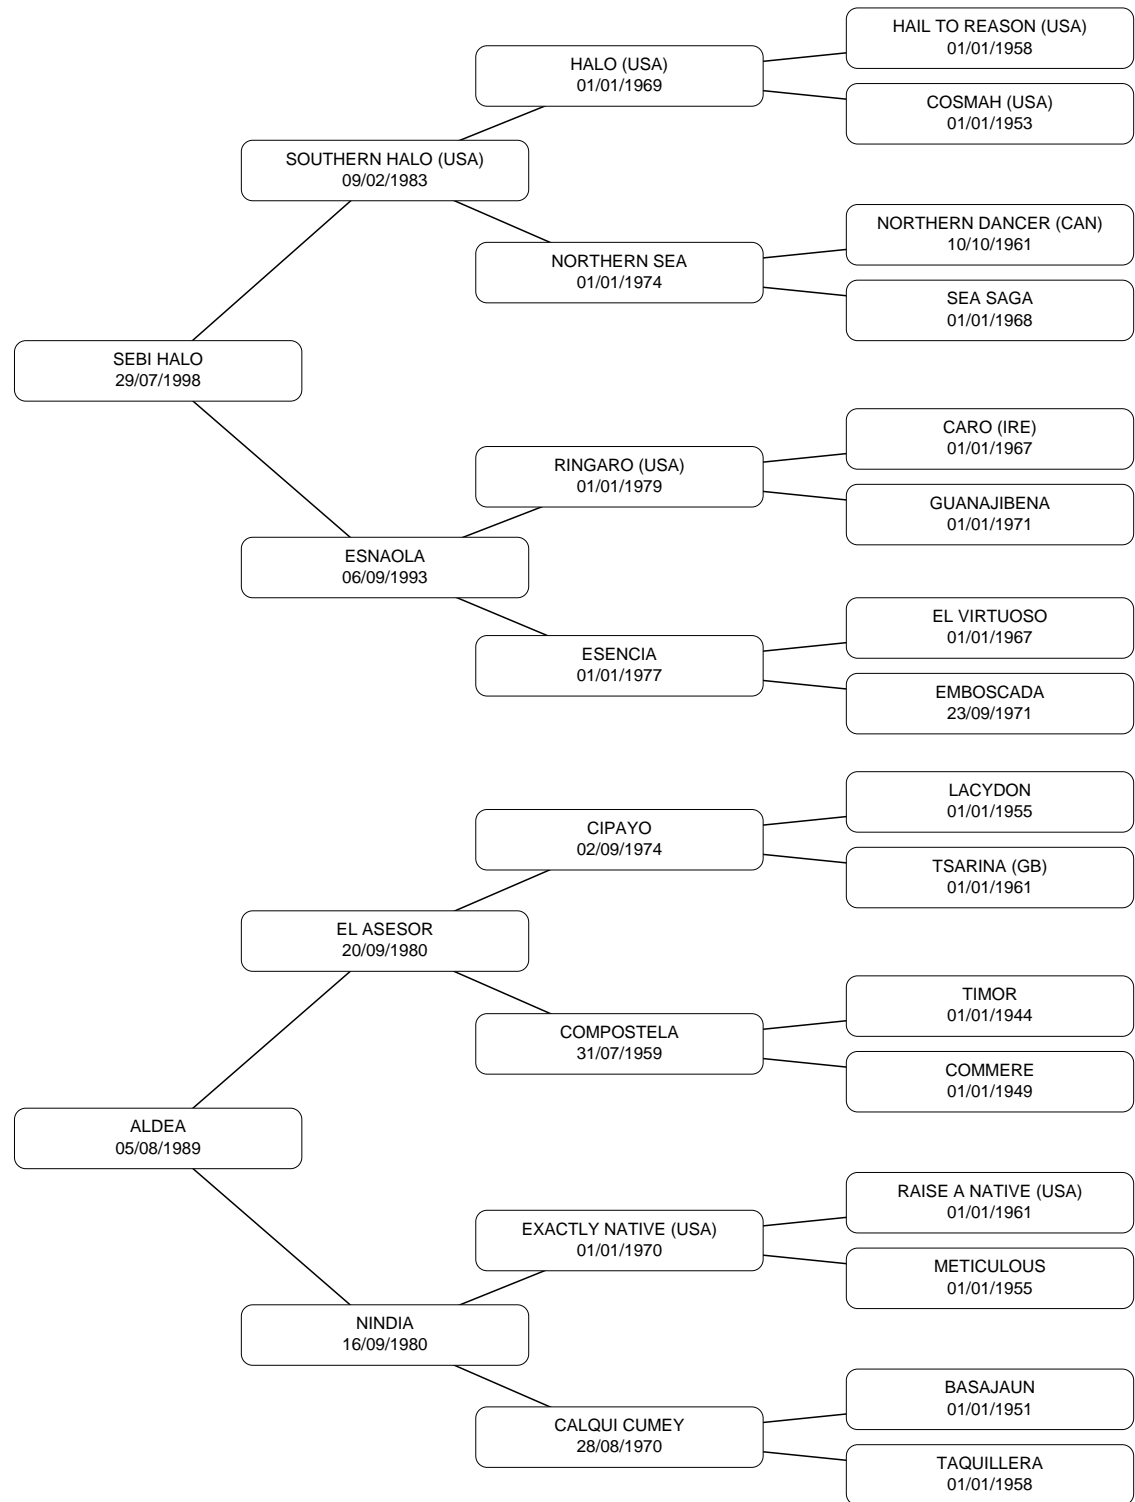 HAIL TO REASON (USA)
01/01/1958
HALO (USA)
01/01/1969
COSMAH (USA)
01/01/1953
SOUTHERN HALO (USA)
09/02/1983
NORTHERN DANCER (CAN)
10/10/1961
NORTHERN SEA
01/01/1974
SEA SAGA
01/01/1968
SEBI HALO
29/07/1998
CARO (IRE)
01/01/1967
RINGARO (USA)
01/01/1979
GUANAJIBENA
01/01/1971
ESNAOLA
06/09/1993
EL VIRTUOSO
01/01/1967
ESENCIA
01/01/1977
EMBOSCADA
23/09/1971
LACYDON
01/01/1955
CIPAYO
02/09/1974
TSARINA (GB)
01/01/1961
EL ASESOR
20/09/1980
TIMOR
01/01/1944
COMPOSTELA
31/07/1959
COMMERE
01/01/1949
ALDEA
05/08/1989
RAISE A NATIVE (USA)
01/01/1961
EXACTLY NATIVE (USA)
01/01/1970
METICULOUS
01/01/1955
NINDIA
16/09/1980
BASAJAUN
01/01/1951
CALQUI CUMEY
28/08/1970
TAQUILLERA
01/01/1958